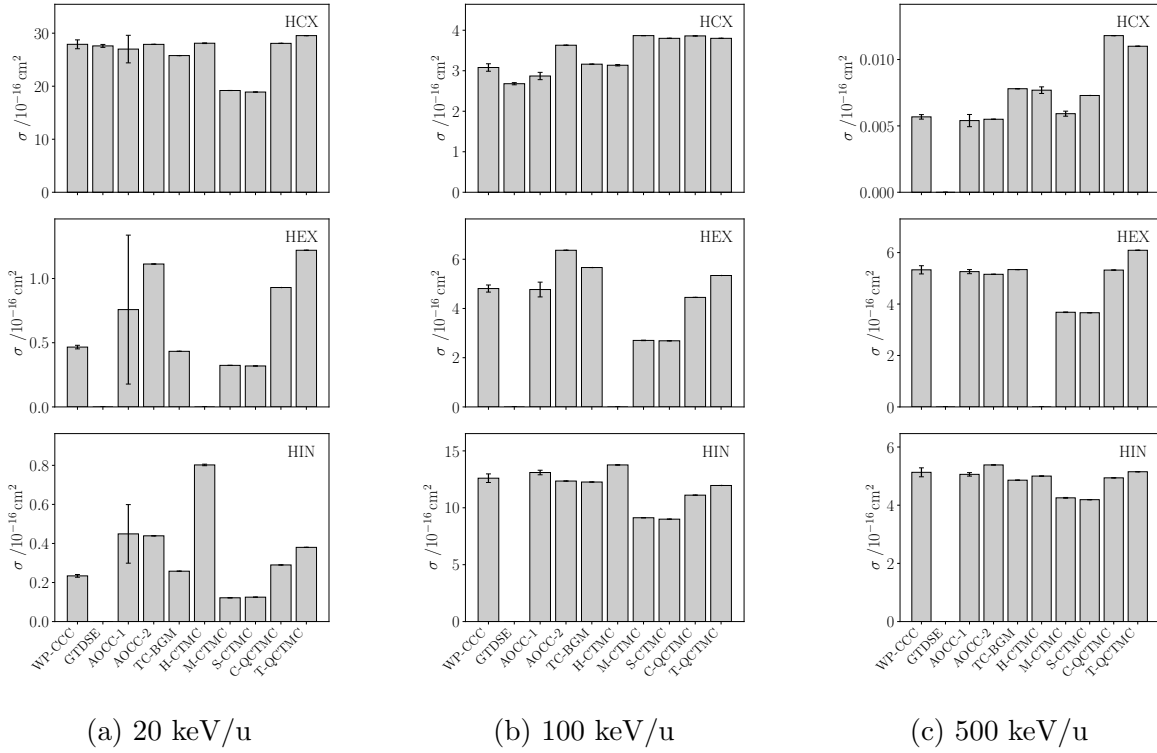 HCX
σ /10⁻¹⁶ cm²
30
20
10
0
HEX
σ /10⁻¹⁶ cm²
1.0
0.5
0.0
HIN
σ /10⁻¹⁶ cm²
0.8
0.6
0.4
0.2
0.0
WP-CCC
GTDSE
AOCC-1
AOCC-2
TC-BGM
H-CTMC
M-CTMC
S-CTMC
C-QCTMC
T-QCTMC
(a) 20 keV/u
HCX
σ /10⁻¹⁶ cm²
4
3
2
1
0
HEX
σ /10⁻¹⁶ cm²
6
4
2
0
HIN
σ /10⁻¹⁶ cm²
15
10
5
0
WP-CCC
GTDSE
AOCC-1
AOCC-2
TC-BGM
H-CTMC
M-CTMC
S-CTMC
C-QCTMC
T-QCTMC
(b) 100 keV/u
HCX
σ /10⁻¹⁶ cm²
0.010
0.005
0.000
HEX
σ /10⁻¹⁶ cm²
6
4
2
0
HIN
σ /10⁻¹⁶ cm²
6
4
2
0
WP-CCC
GTDSE
AOCC-1
AOCC-2
TC-BGM
H-CTMC
M-CTMC
S-CTMC
C-QCTMC
T-QCTMC
(c) 500 keV/u